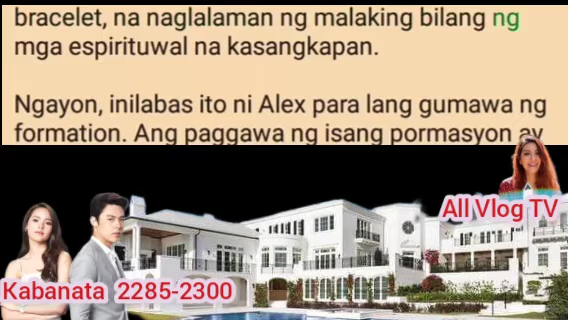 bracelet, na naglalaman ng malaking bilang ng
mga espirituwal na kasangkapan.
Ngayon, inilabas ito ni Alex para lang gumawa ng
formation. Ang paggawa ng isang pormasyon ay
All Vlog TV
Kabanata 2285-2300